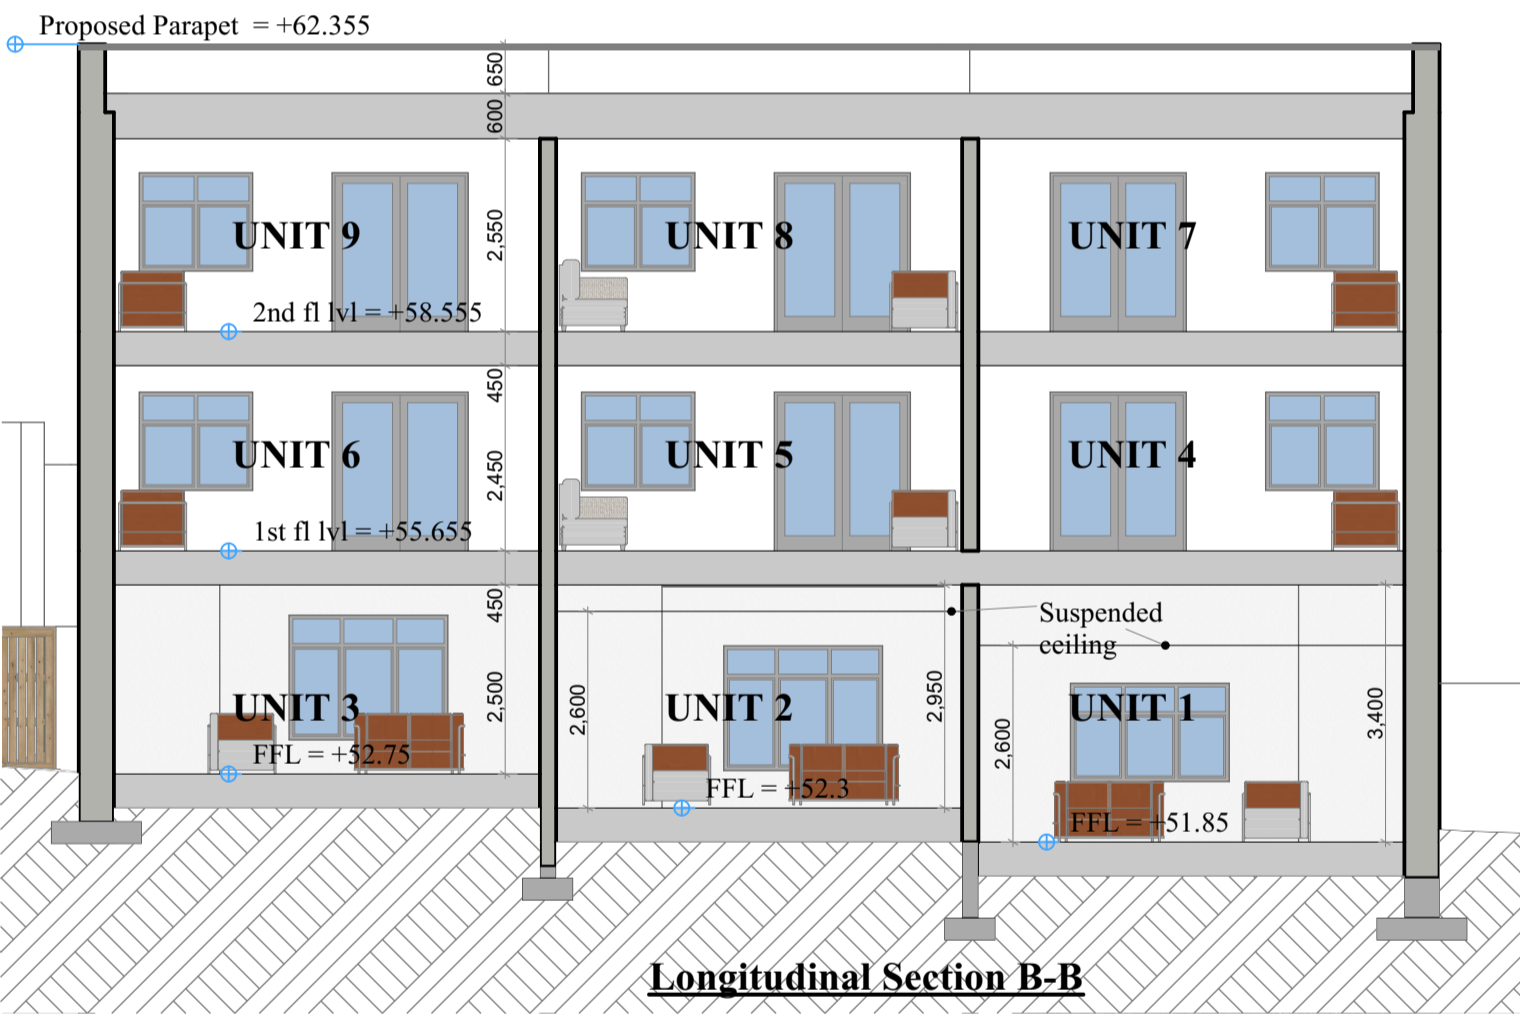 Proposed Parapet = +62.355
650
600
UNIT 9
UNIT 8
UNIT 7
2,550
2nd fl lvl = +58.555
450
UNIT 6
UNIT 5
UNIT 4
2,450
1st fl lvl = +55.655
450
Suspended
ceiling
UNIT 3
UNIT 2
UNIT 1
2,500
2,600
2,950
2,600
3,400
FFL = +52.75
FFL = +52.3
FFL = +51.85
Longitudinal Section B-B